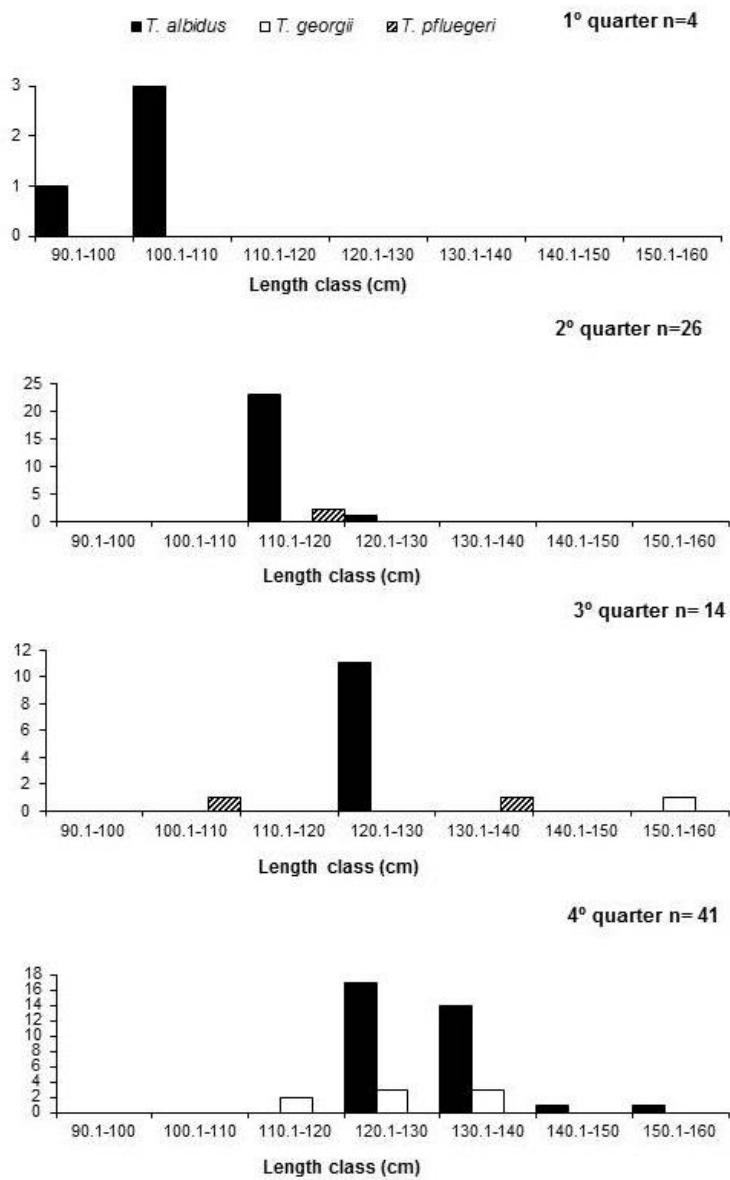 T. albidus T. georgii T. pfluegeri 1º quarter n=4
3
2
1
0
90.1-100 100.1-110 110.1-120 120.1-130 130.1-140 140.1-150 150.1-160
Length class (cm)
2º quarter n=26
25
20
15
10
5
0
90.1-100 100.1-110 110.1-120 120.1-130 130.1-140 140.1-150 150.1-160
Length class (cm)
3º quarter n= 14
12
10
8
6
4
2
0
90.1-100 100.1-110 110.1-120 120.1-130 130.1-140 140.1-150 150.1-160
Length class (cm)
4º quarter n= 41
18
16
14
12
10
8
6
4
2
0
90.1-100 100.1-110 110.1-120 120.1-130 130.1-140 140.1-150 150.1-160
Length class (cm)